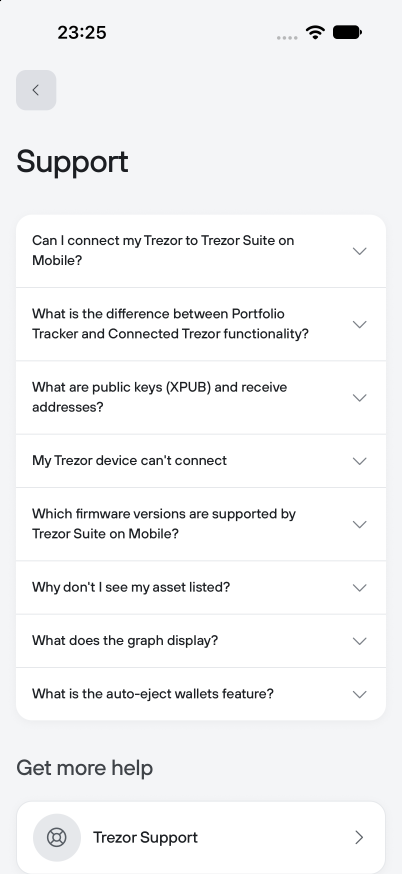 23:25
Support
Can I connect my Trezor to Trezor Suite on
Mobile?
What is the difference between Portfolio
Tracker and Connected Trezor functionality?
What are public keys (XPUB) and receive
addresses?
My Trezor device can't connect
Which firmware versions are supported by
Trezor Suite on Mobile?
Why don't I see my asset listed?
What does the graph display?
What is the auto-eject wallets feature?
Get more help
Trezor Support